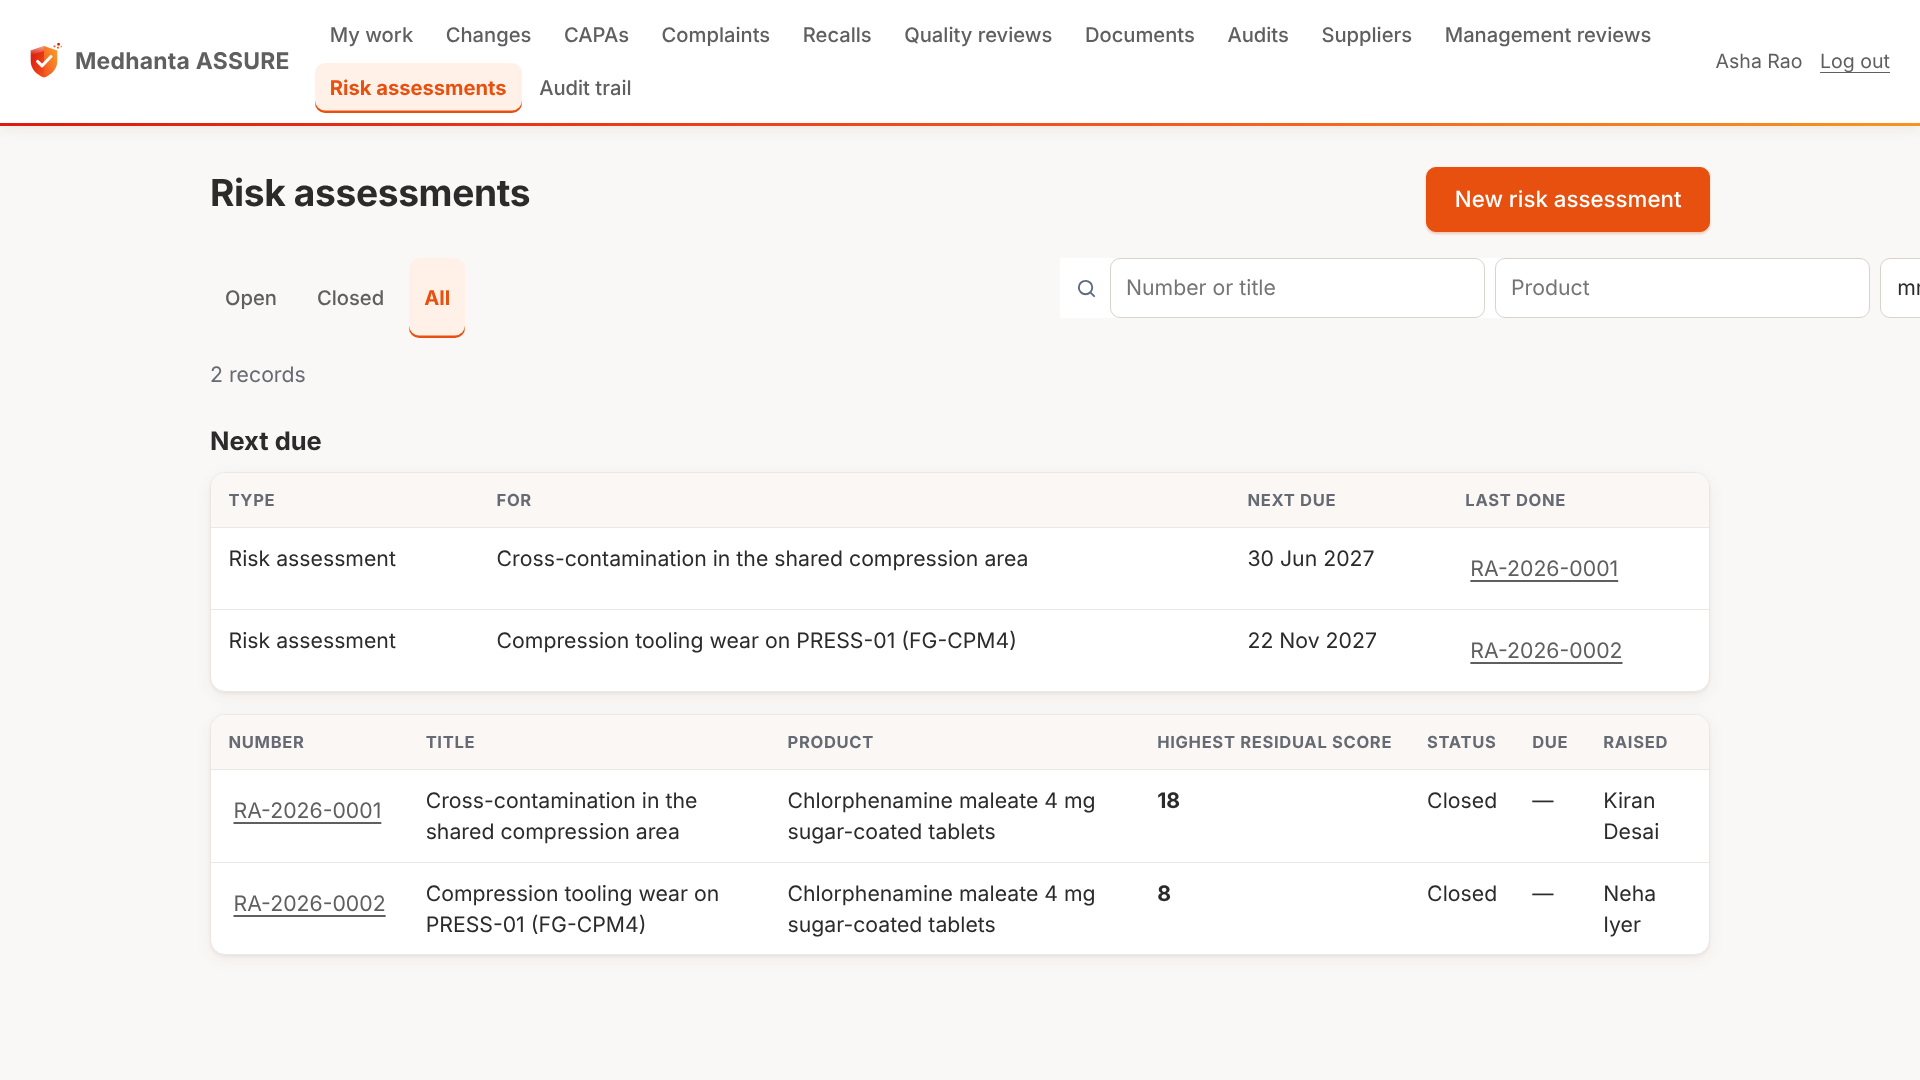 Medhanta ASSURE
My work Changes CAPAs Complaints Recalls Quality reviews Documents Audits Suppliers Management reviews
Risk assessments Audit trail
Asha Rao Log out
Risk assessments
New risk assessment
Open Closed All
Number or title Product
2 records
Next due
TYPE FOR NEXT DUE LAST DONE
Risk assessment Cross-contamination in the shared compression area 30 Jun 2027 RA-2026-0001
Risk assessment Compression tooling wear on PRESS-01 (FG-CPM4) 22 Nov 2027 RA-2026-0002
NUMBER TITLE PRODUCT HIGHEST RESIDUAL SCORE STATUS DUE RAISED
RA-2026-0001 Cross-contamination in the shared compression area Chlorphenamine maleate 4 mg sugar-coated tablets 18 Closed — Kiran Desai
RA-2026-0002 Compression tooling wear on PRESS-01 (FG-CPM4) Chlorphenamine maleate 4 mg sugar-coated tablets 8 Closed — Neha Iyer